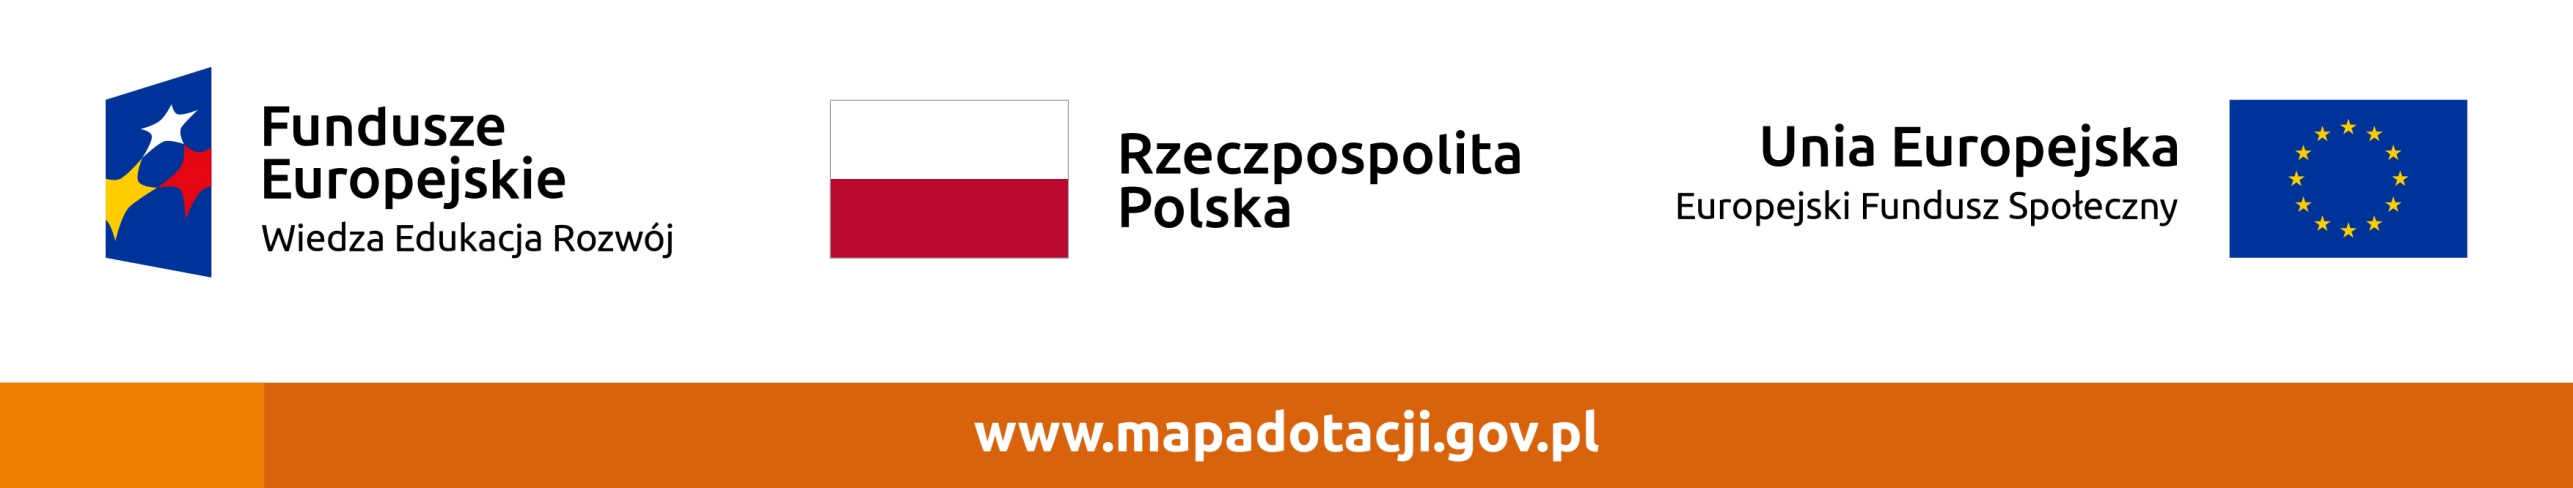 Fundusze
Europejskie
Wiedza Edukacja Rozwój
Rzeczpospolita
Polska
Unia Europejska
Europejski Fundusz Społeczny
www.mapadotacji.gov.pl